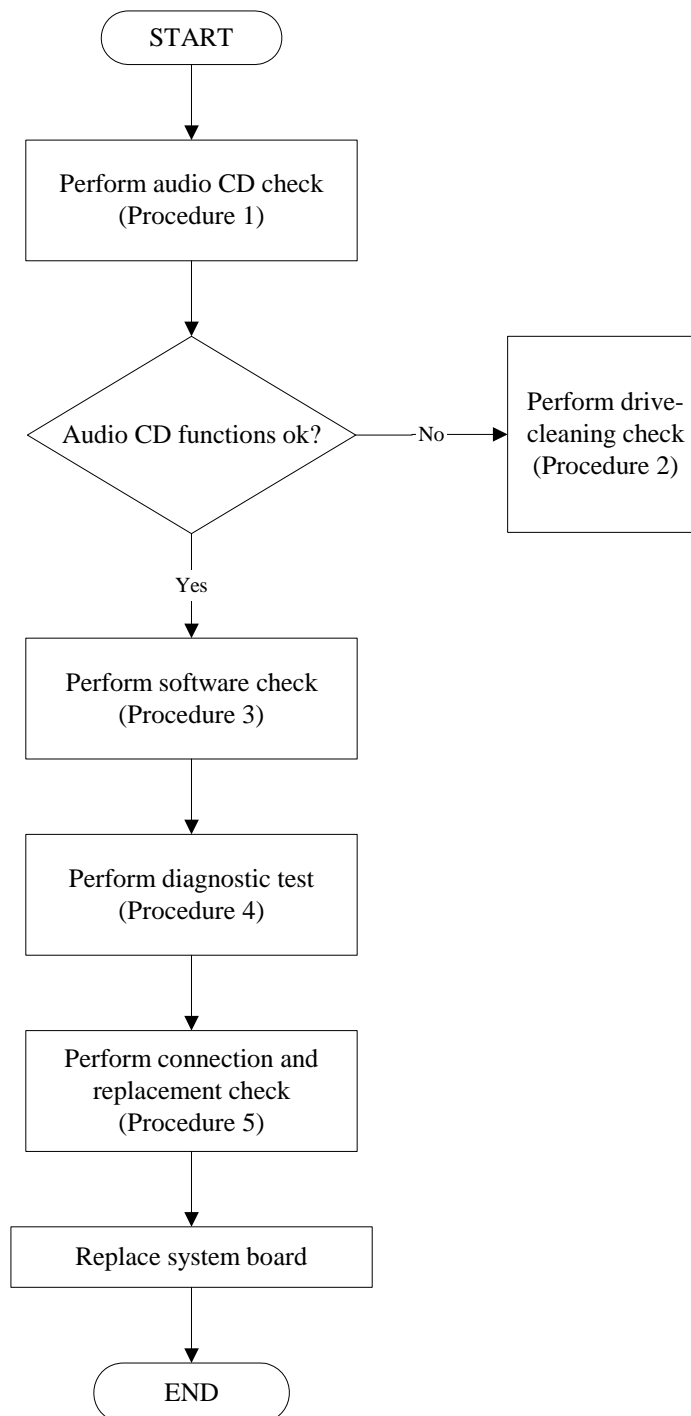 START
Perform audio CD check
(Procedure 1)
Audio CD functions ok?
No
Perform drive-
cleaning check
(Procedure 2)
Yes
Perform software check
(Procedure 3)
Perform diagnostic test
(Procedure 4)
Perform connection and
replacement check
(Procedure 5)
Replace system board
END